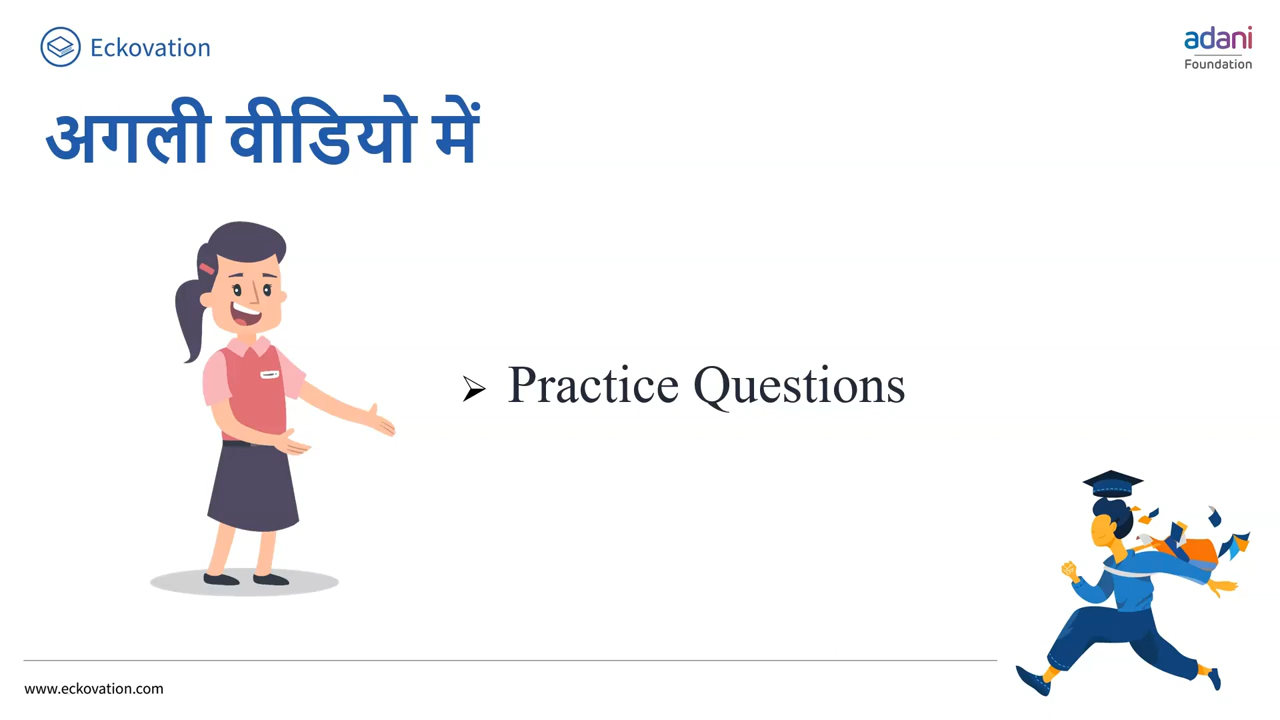 Eckovation
adani
Foundation
अगली वीडियो में
➢ Practice Questions
www.eckovation.com